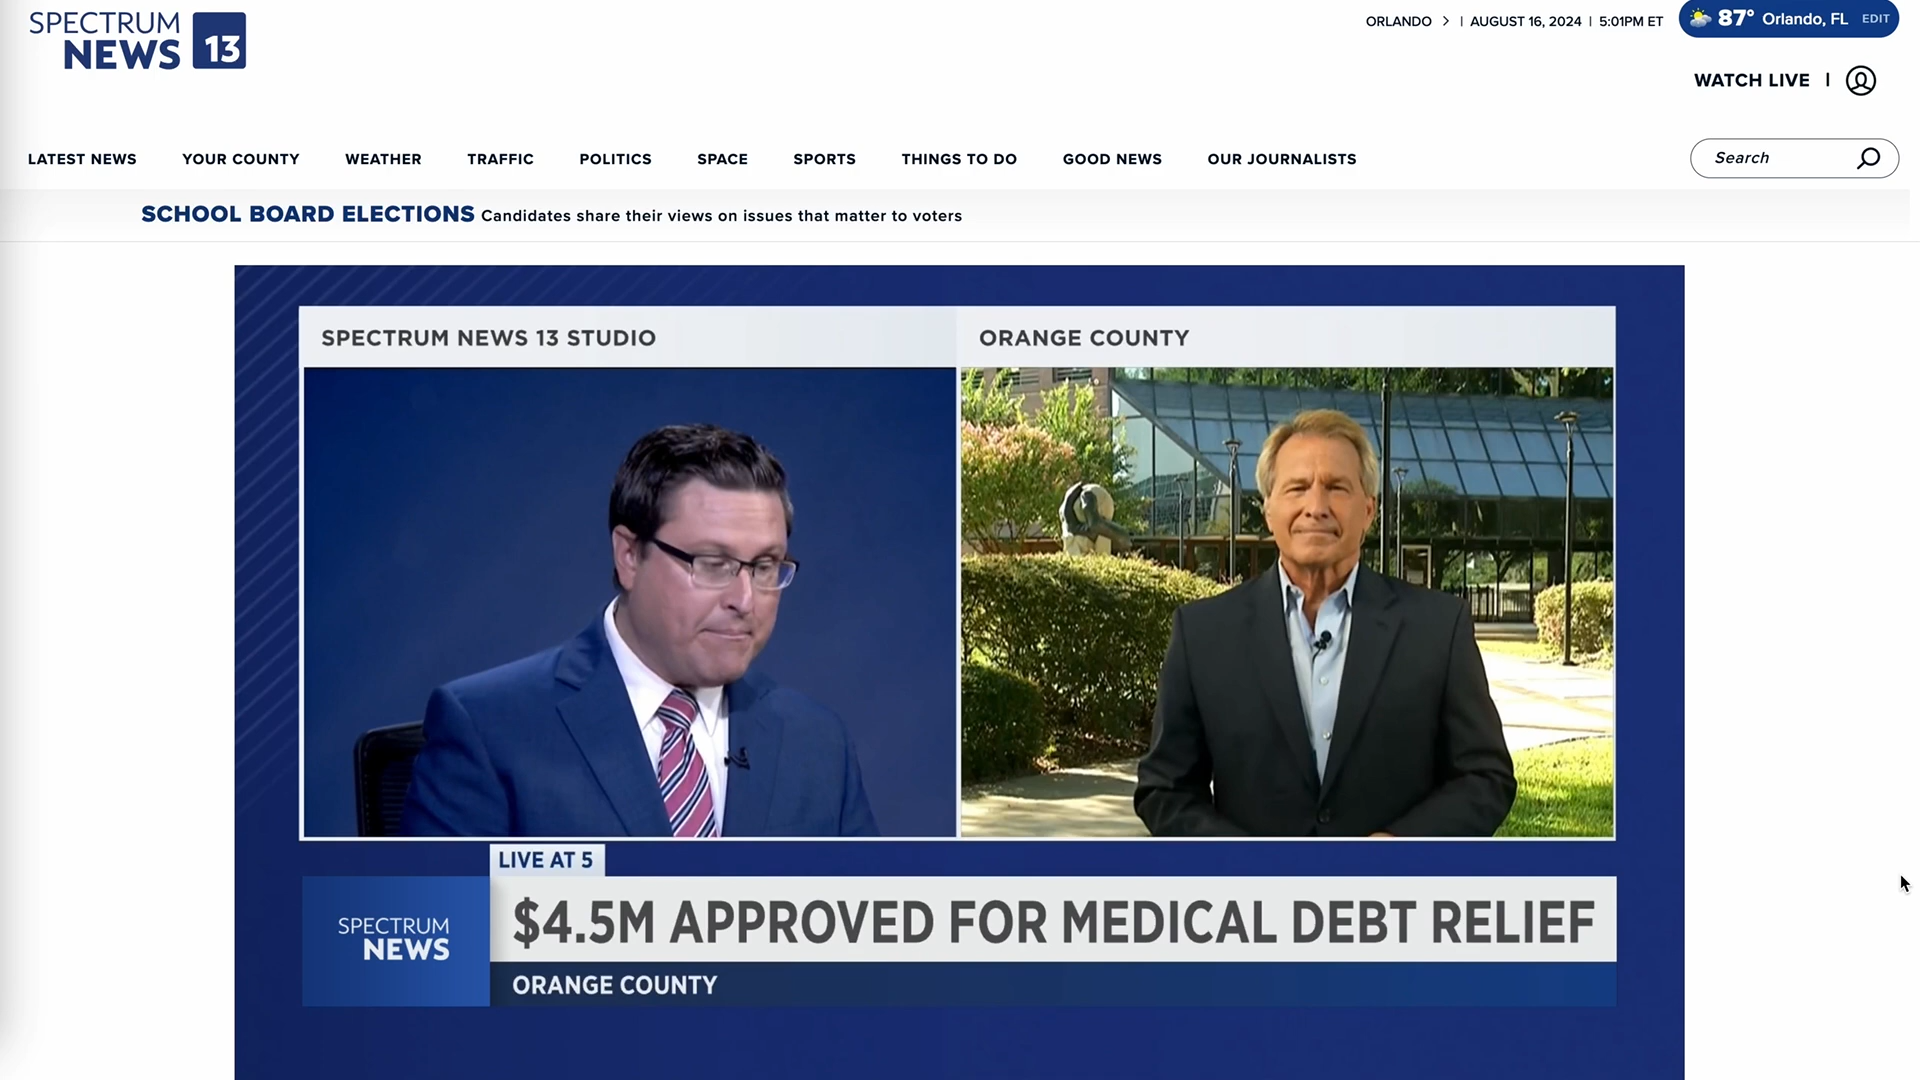 SPECTRUM
NEWS 13
ORLANDO > | AUGUST 16, 2024 | 5:01PM ET
87° Orlando, FL EDIT
WATCH LIVE |
LATEST NEWS YOUR COUNTY WEATHER TRAFFIC POLITICS SPACE SPORTS THINGS TO DO GOOD NEWS OUR JOURNALISTS
Search
SCHOOL BOARD ELECTIONS Candidates share their views on issues that matter to voters
SPECTRUM NEWS 13 STUDIO
ORANGE COUNTY
LIVE AT 5
SPECTRUM
NEWS
$4.5M APPROVED FOR MEDICAL DEBT RELIEF
ORANGE COUNTY